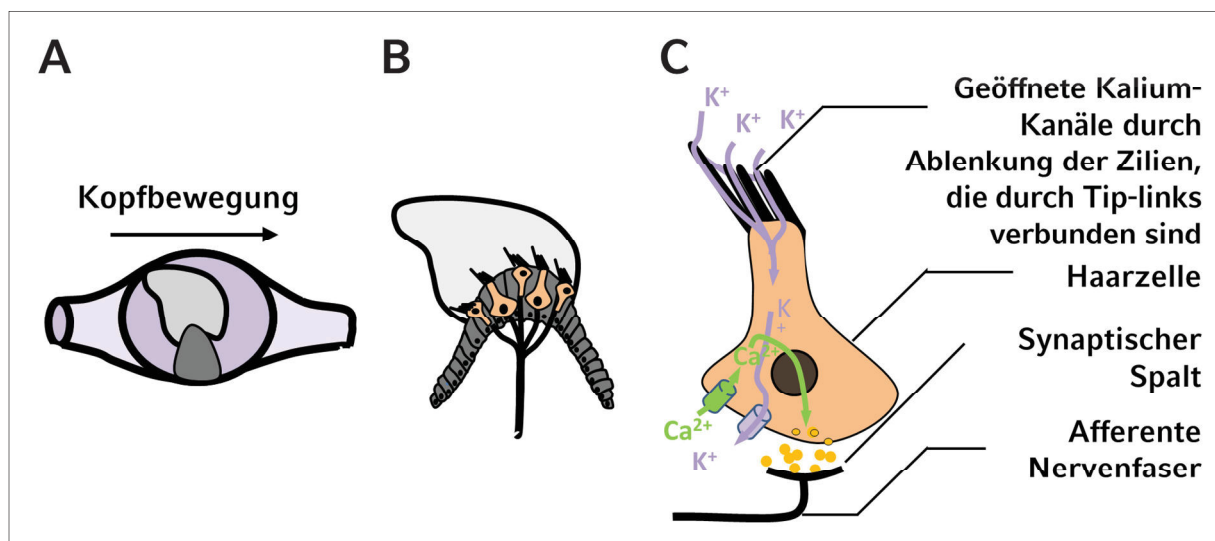 A
B
C
Kopfbewegung
K⁺
K⁺
K⁺
Geöffnete Kalium-
Kanäle durch
Ablenkung der Zilien,
die durch Tip-links
verbunden sind
Haarzelle
K
+
Ca²⁺
Synaptischer
Spalt
Ca²⁺
K⁺
Afferente
Nervenfaser